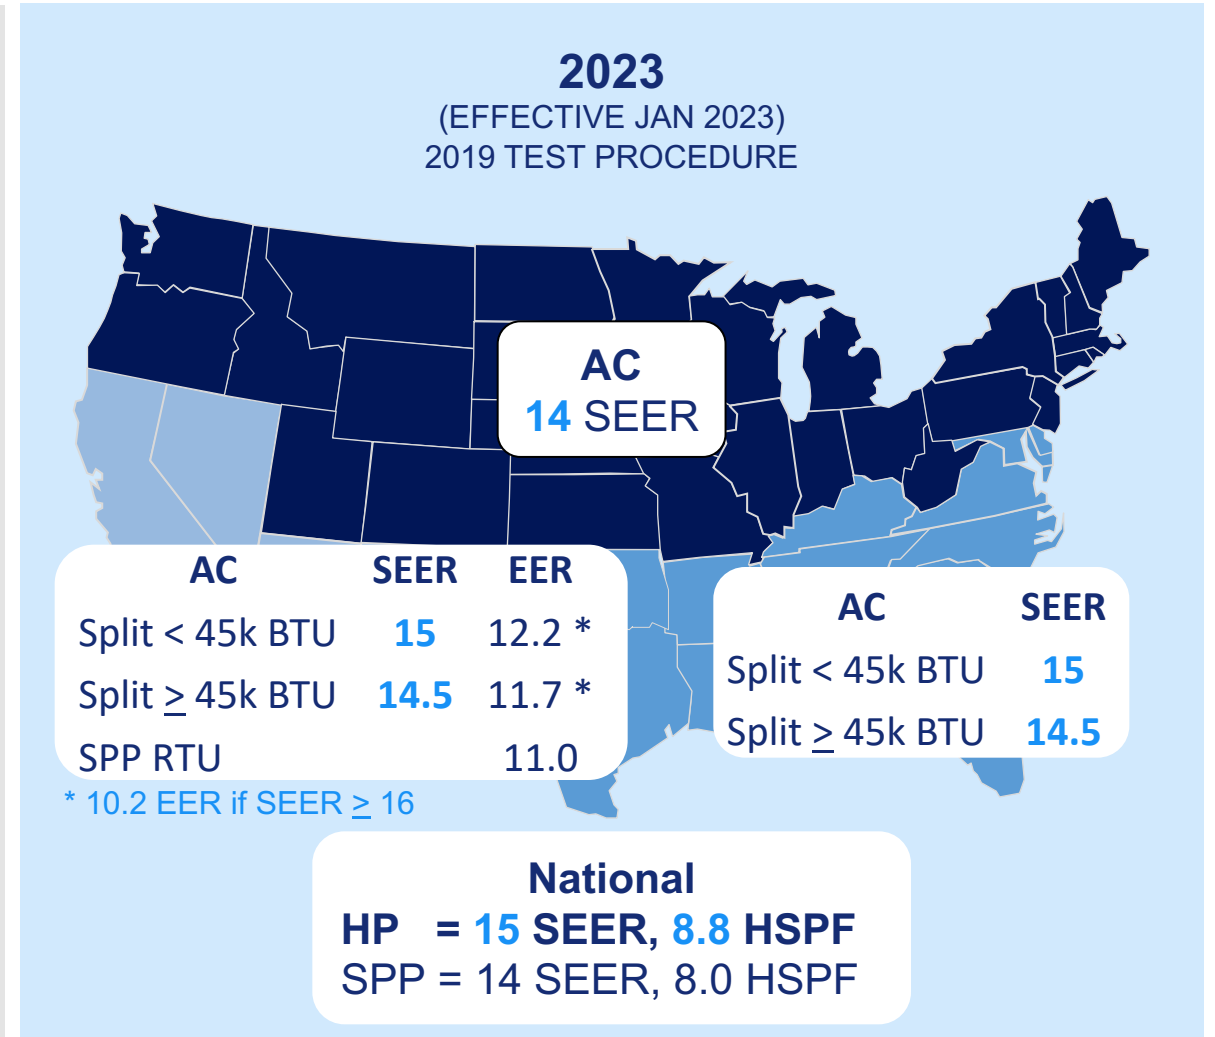 2023
(EFFECTIVE JAN 2023)
2019 TEST PROCEDURE
AC
14 SEER
AC SEER EER
Split < 45k BTU 15 12.2 *
Split ≥ 45k BTU 14.5 11.7 *
SPP RTU 11.0
* 10.2 EER if SEER ≥ 16
AC SEER
Split < 45k BTU 15
Split ≥ 45k BTU 14.5
National
HP = 15 SEER, 8.8 HSPF
SPP = 14 SEER, 8.0 HSPF